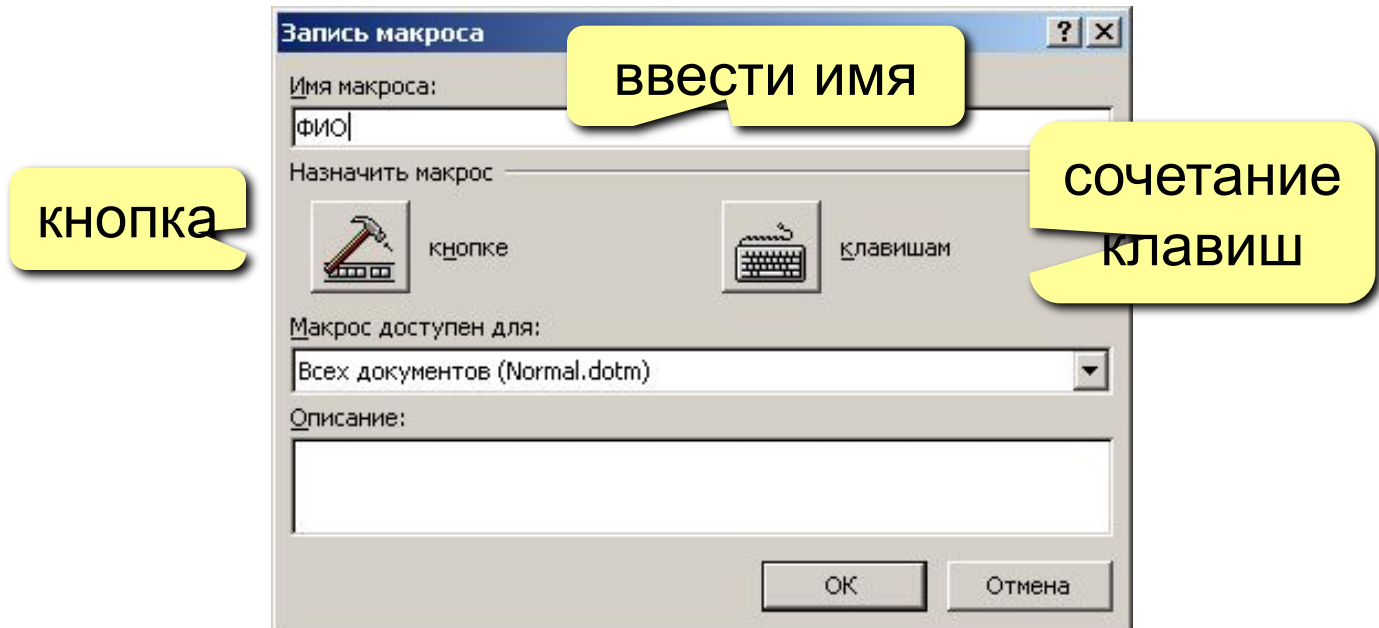 Запись макроса
ввести имя
Имя макроса:
ФИО
Назначить макрос
кнопка
кнопке
клавишам
сочетание
клавиш
Макрос доступен для:
Всех документов (Normal.dotm)
Описание:
ОК
Отмена